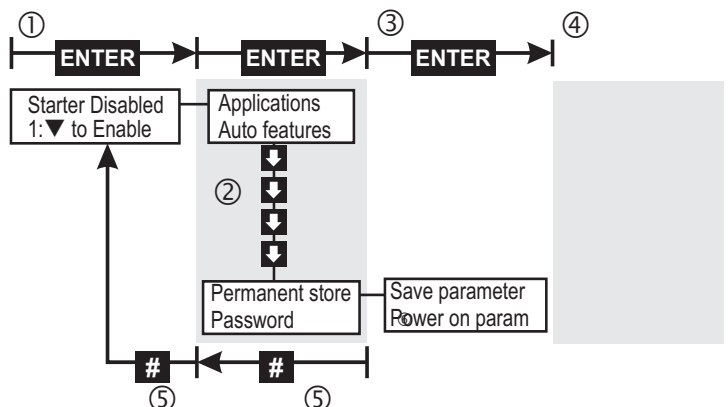 ① ③ ④
ENTER ENTER ENTER
Starter Disabled
1:▼ to Enable
Applications
Auto features
②
Permanent store
Password
Save parameter
Power on param
# #
⑤ ⑤